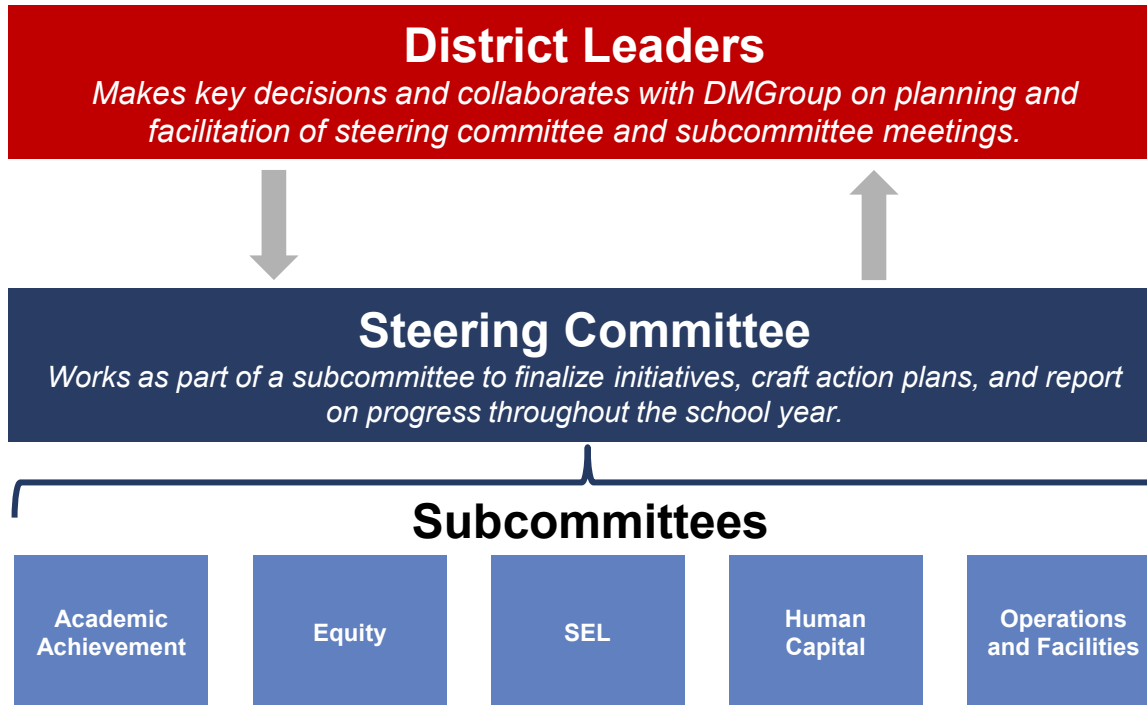 District Leaders
Makes key decisions and collaborates with DMGroup on planning and
facilitation of steering committee and subcommittee meetings.
Steering Committee
Works as part of a subcommittee to finalize initiatives, craft action plans, and report
on progress throughout the school year.
Subcommittees
Academic
Achievement
Equity
SEL
Human
Capital
Operations
and Facilities